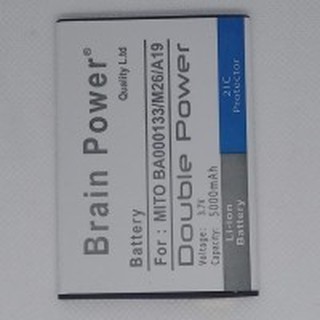 Brain Power®
Quality L.td
Battery
For : MITO BA000133/M26/A19
Double Power
Voltage: 3.7V
Capacity: 5000mAh
Li-ion
Battery
21C
Protector